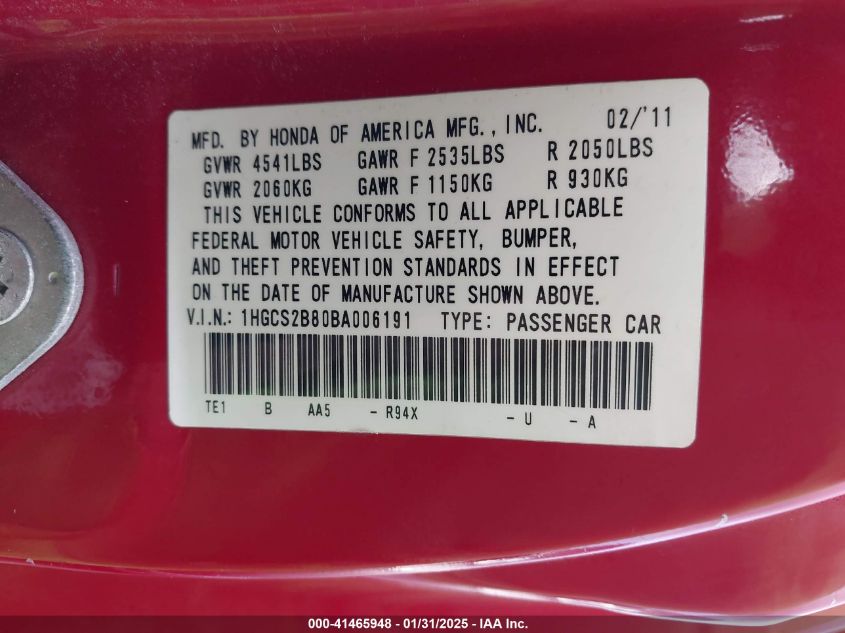 MFD. BY HONDA OF AMERICA MFG., INC. 02/'11
GVWR 4541LBS GAWR F 2535LBS R 2050LBS
GVWR 2060KG GAWR F 1150KG R 930KG
THIS VEHICLE CONFORMS TO ALL APPLICABLE
FEDERAL MOTOR VEHICLE SAFETY, BUMPER,
AND THEFT PREVENTION STANDARDS IN EFFECT
ON THE DATE OF MANUFACTURE SHOWN ABOVE.
V.I.N.: 1HGCS2B80BA006191 TYPE: PASSENGER CAR
TE1 B AA5 - R94X - U - A
000-41465948 - 01/31/2025 - IAA Inc.